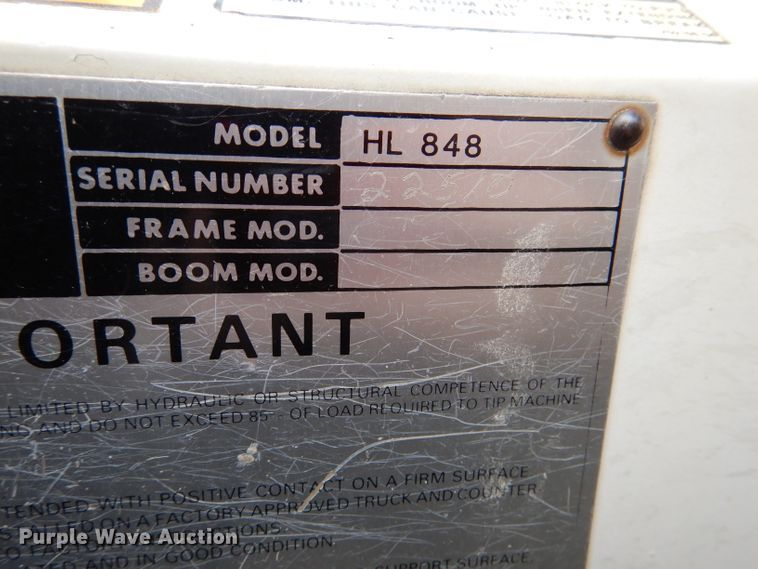 MODEL HL 848
SERIAL NUMBER
FRAME MOD.
BOOM MOD.
ORTANT
LIMITED BY HYDRAULIC OR STRUCTURAL COMPETENCE OF THE
AND DO NOT EXCEED 85% OF LOAD REQUIRED TO TIP MACHINE
TENDED WITH POSITIVE CONTACT ON A FIRM SURFACE
ON A FACTORY APPROVED TRUCK AND COUNTER-
AND IN GOOD CONDITION.
SUPPORT SURFACE,
Purple Wave Auction